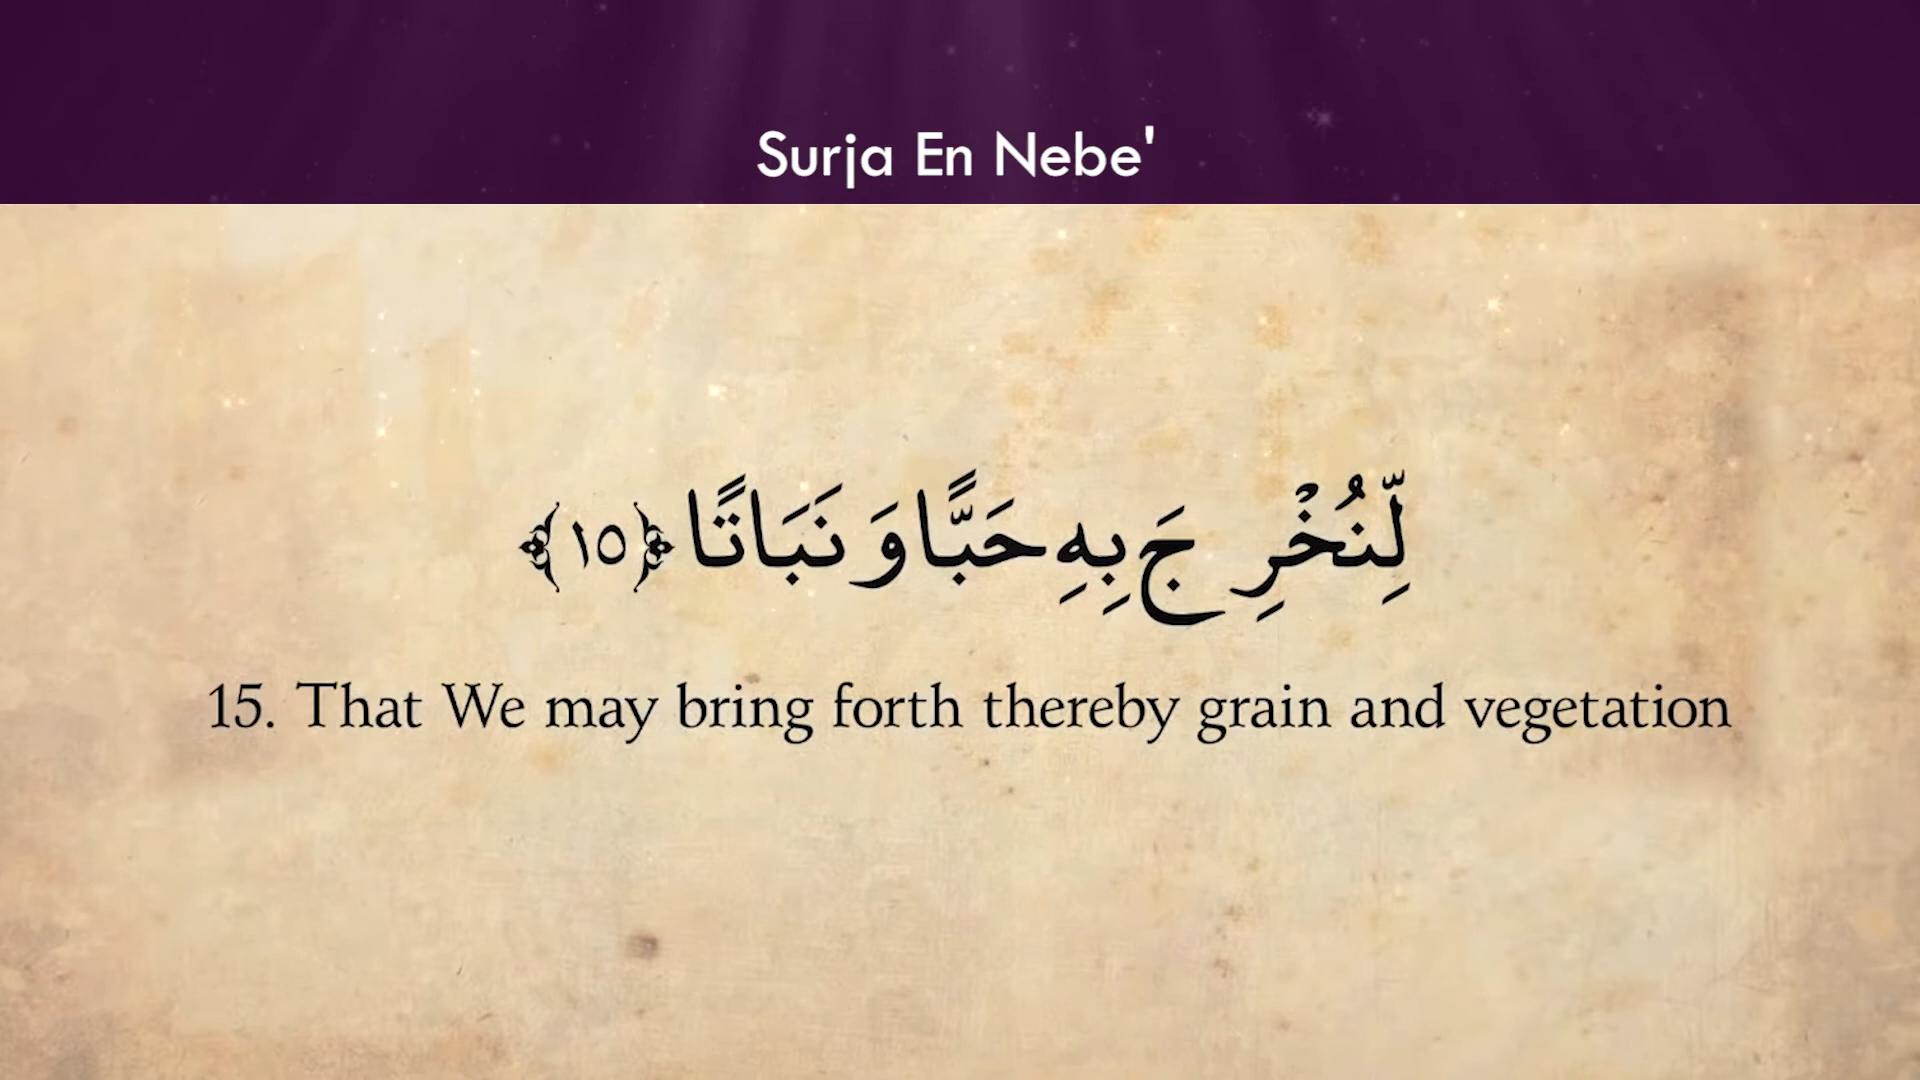 Surja En Nebe'
لِّنُخْرِ جَ بِهِ حَبًّا وَ نَبَاتًا ﴿١٥﴾
15. That We may bring forth thereby grain and vegetation